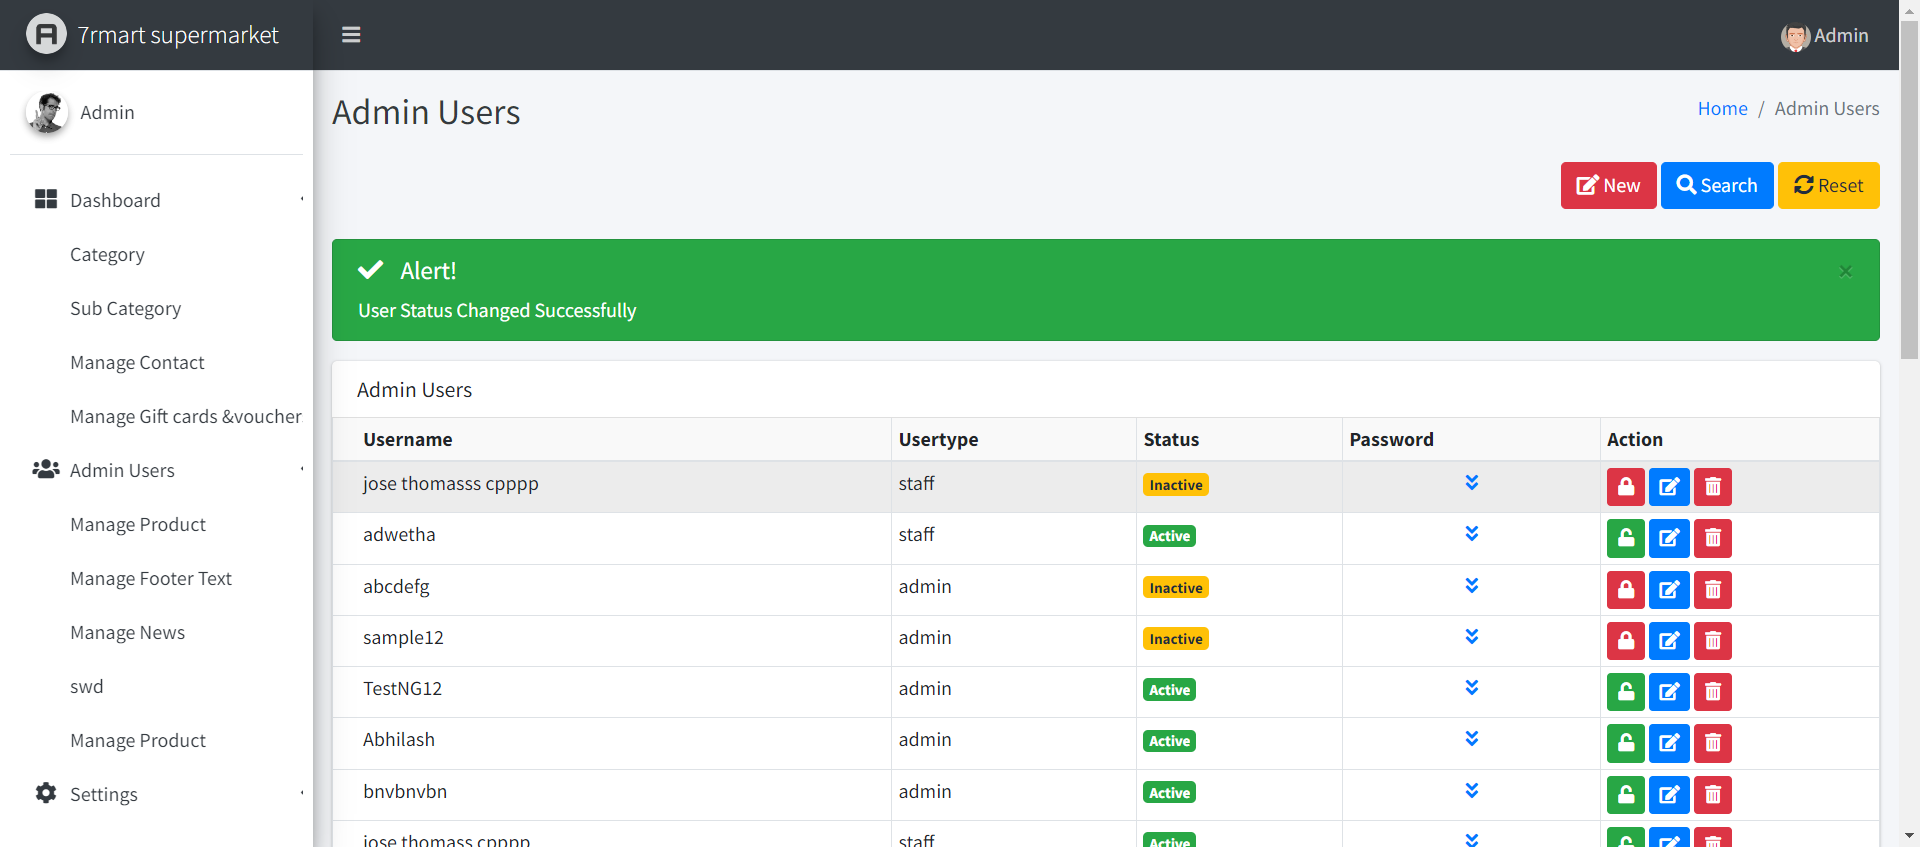 7rmart supermarket
Admin
Admin
Dashboard
Category
Sub Category
Manage Contact
Manage Gift cards &voucher
Admin Users
Manage Product
Manage Footer Text
Manage News
swd
Manage Product
Settings
Admin Users
Home / Admin Users
New Search Reset
Alert! ×
User Status Changed Successfully
Admin Users
Username Usertype Status Password Action
jose thomasss cpppp staff Inactive
adwetha staff Active
abcdefg admin Inactive
sample12 admin Inactive
TestNG12 admin Active
Abhilash admin Active
bnvbnvbn admin Active
jose thomass cpppp staff Active